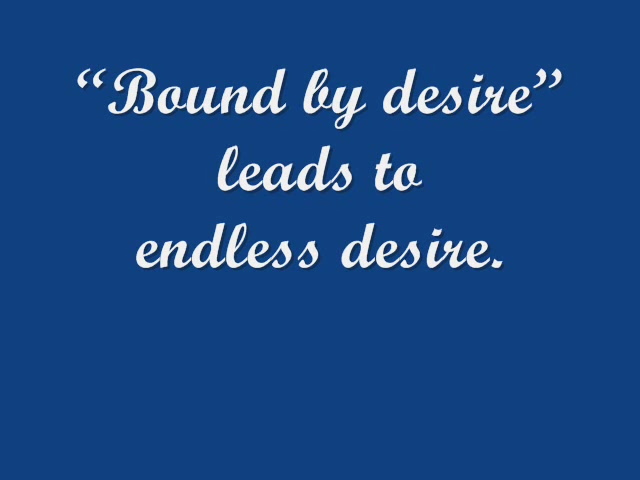 “Bound by desire”
leads to
endless desire.